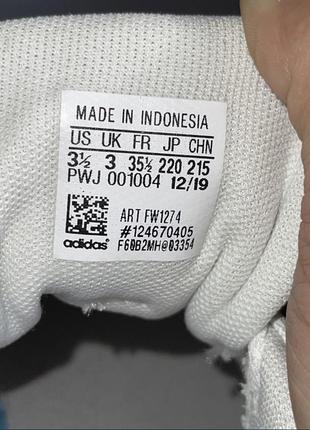 MADE IN INDONESIA
US UK FR JP CHN
3½ 3 35½ 220 215
PWJ 001004 12/19
ART FW1274
#124670405
adidas F60B2MH@03354